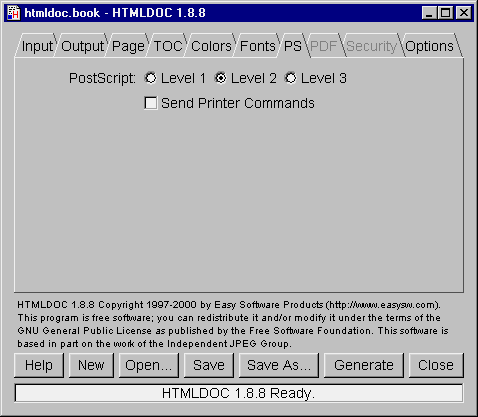 htmldoc.book - HTMLDOC 1.8.8
Input Output Page TOC Colors Fonts PS PDF Security Options
PostScript: Level 1 Level 2 Level 3
Send Printer Commands
HTMLDOC 1.8.8 Copyright 1997-2000 by Easy Software Products (http://www.easysw.com).
This program is free software; you can redistribute it and/or modify it under the terms of the
GNU General Public License as published by the Free Software Foundation. This software is
based in part on the work of the Independent JPEG Group.
Help New Open... Save Save As... Generate Close
HTMLDOC 1.8.8 Ready.